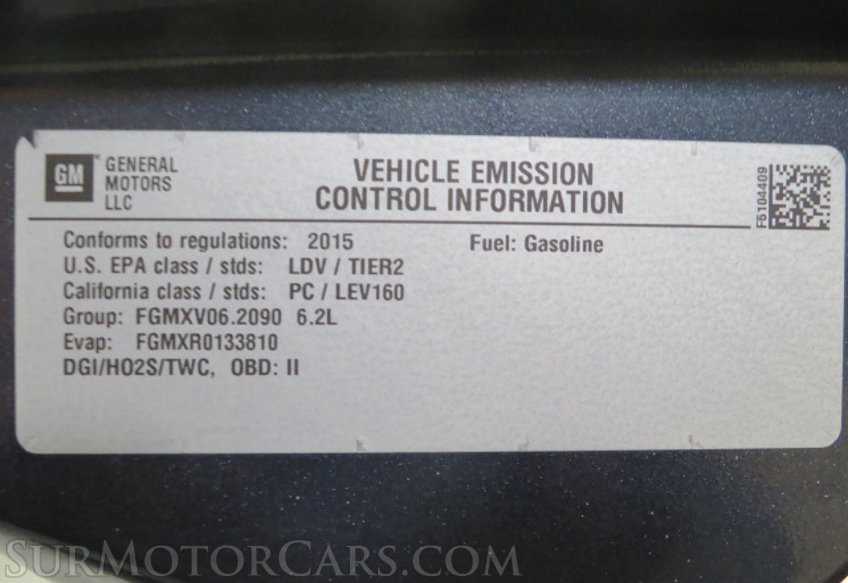 GM
GENERAL
MOTORS
LLC
VEHICLE EMISSION
CONTROL INFORMATION
F5104409
Conforms to regulations: 2015 Fuel: Gasoline
U.S. EPA class / stds: LDV / TIER2
California class / stds: PC / LEV160
Group: FGMXV06.2090 6.2L
Evap: FGMXR0133810
DGI/HO2S/TWC, OBD: II
SURMOTORCARS.COM